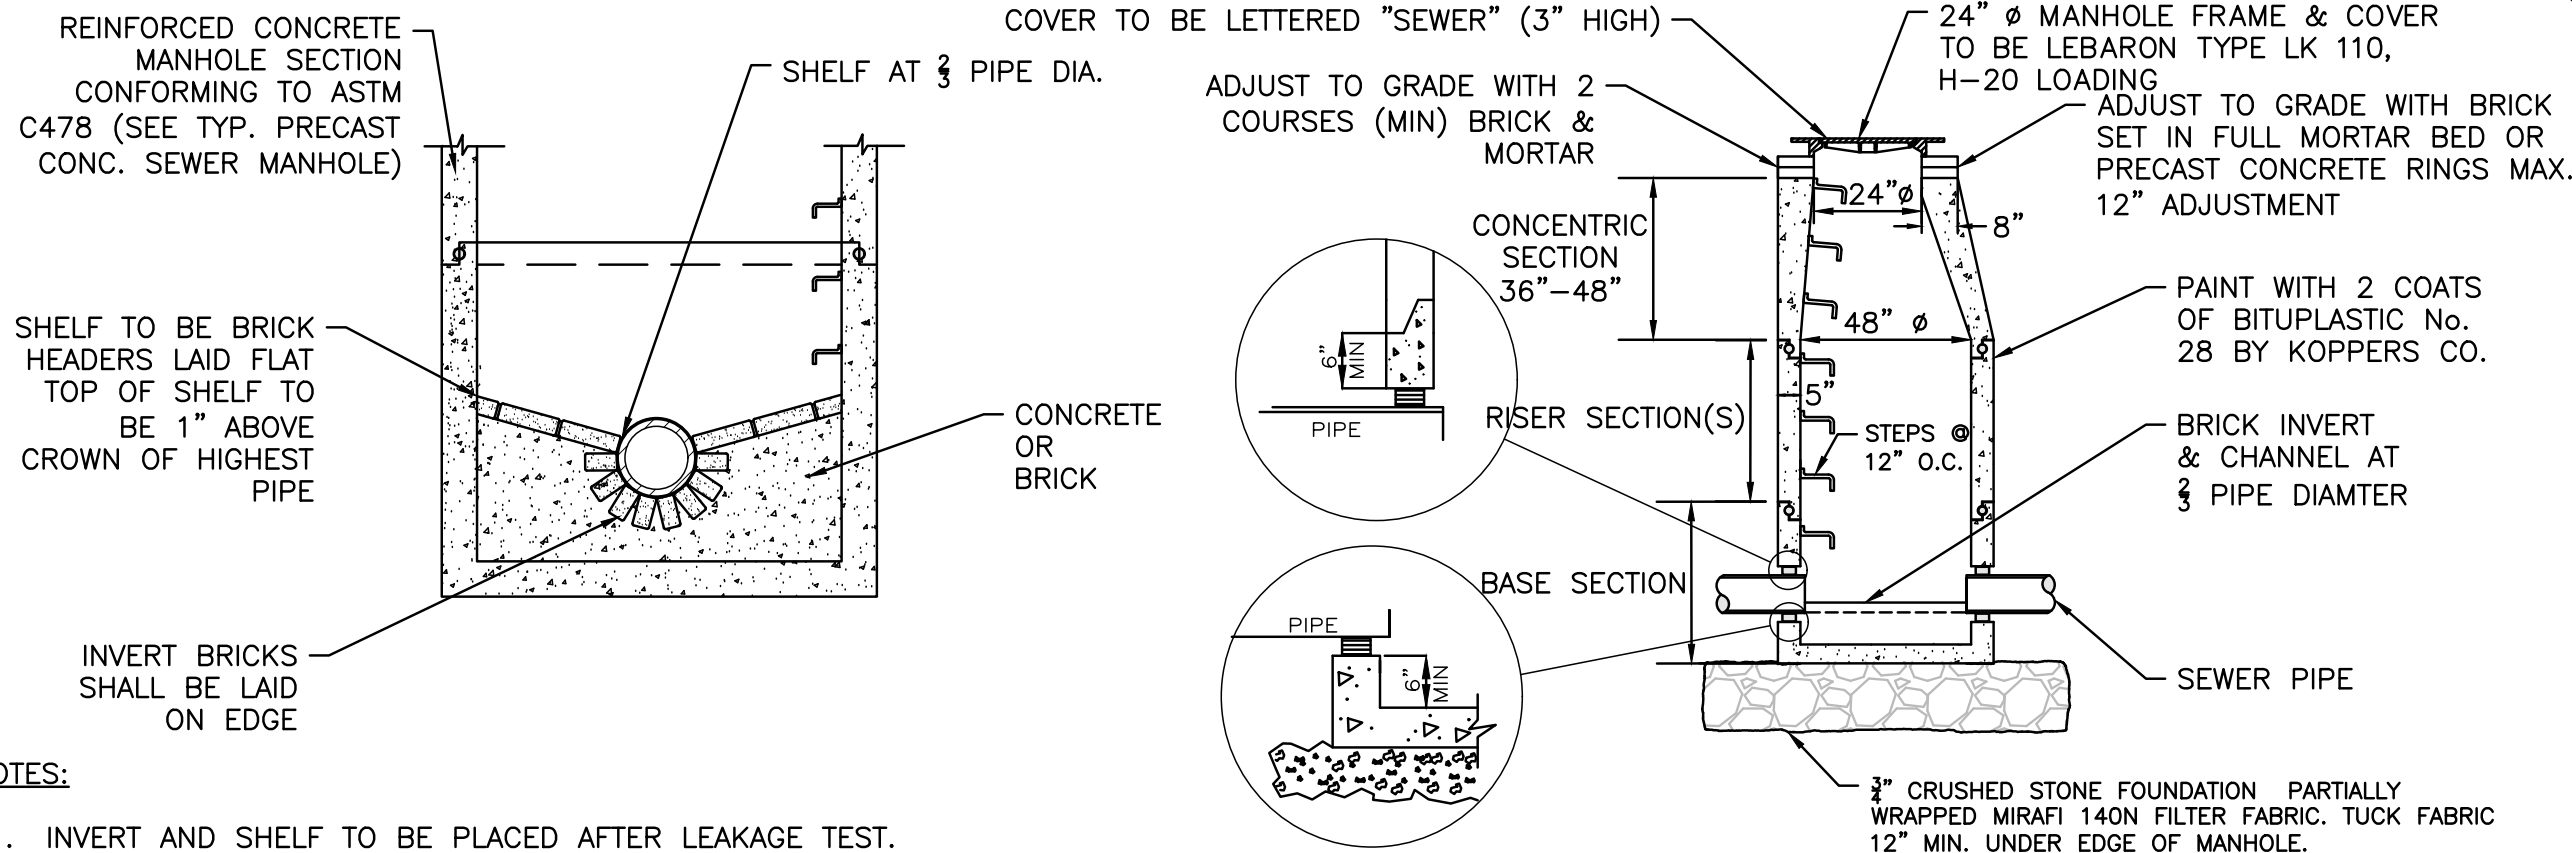 REINFORCED CONCRETE
MANHOLE SECTION
CONFORMING TO ASTM
C478 (SEE TYP. PRECAST
CONC. SEWER MANHOLE)
SHELF AT 2/3 PIPE DIA.
SHELF TO BE BRICK
HEADERS LAID FLAT
TOP OF SHELF TO
BE 1" ABOVE
CROWN OF HIGHEST
PIPE
CONCRETE
OR
BRICK
INVERT BRICKS
SHALL BE LAID
ON EDGE
OTES:
. INVERT AND SHELF TO BE PLACED AFTER LEAKAGE TEST.
COVER TO BE LETTERED "SEWER" (3" HIGH)
24" ø MANHOLE FRAME & COVER
TO BE LEBARON TYPE LK 110,
H-20 LOADING
ADJUST TO GRADE WITH 2
COURSES (MIN) BRICK &
MORTAR
ADJUST TO GRADE WITH BRICK
SET IN FULL MORTAR BED OR
PRECAST CONCRETE RINGS MAX.
12" ADJUSTMENT
24"ø
8"
CONCENTRIC
SECTION
36"-48"
48" ø
PAINT WITH 2 COATS
OF BITUPLASTIC No.
28 BY KOPPERS CO.
6"
MIN
PIPE
5"
RISER SECTION(S)
STEPS @
12" O.C.
BRICK INVERT
& CHANNEL AT
2/3 PIPE DIAMTER
BASE SECTION
PIPE
6"
MIN
SEWER PIPE
3/4" CRUSHED STONE FOUNDATION PARTIALLY
WRAPPED MIRAFI 140N FILTER FABRIC. TUCK FABRIC
12" MIN. UNDER EDGE OF MANHOLE.